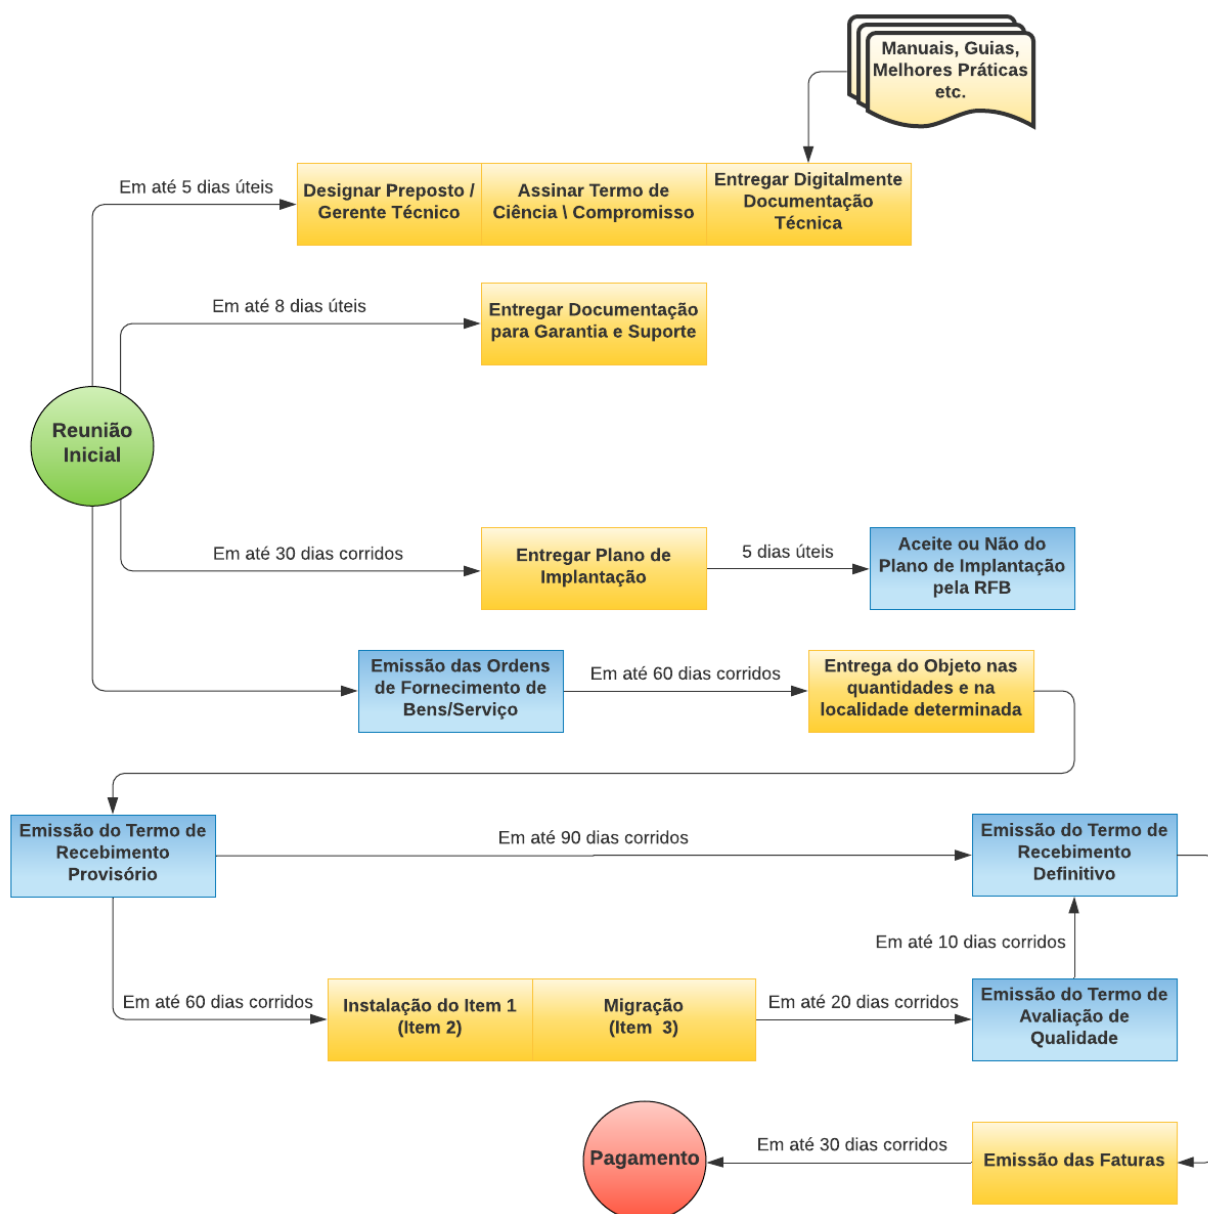 Manuais, Guias,
Melhores Práticas
etc.
Em até 5 dias úteis
Designar Preposto /
Gerente Técnico
Assinar Termo de
Ciência \ Compromisso
Entregar Digitalmente
Documentação
Técnica
Em até 8 dias úteis
Entregar Documentação
para Garantia e Suporte
Reunião
Inicial
Em até 30 dias corridos
Entregar Plano de
Implantação
5 dias úteis
Aceite ou Não do
Plano de Implantação
pela RFB
Emissão das Ordens
de Fornecimento de
Bens/Serviço
Em até 60 dias corridos
Entrega do Objeto nas
quantidades e na
localidade determinada
Emissão do Termo de
Recebimento
Provisório
Em até 90 dias corridos
Emissão do Termo de
Recebimento
Definitivo
Em até 10 dias corridos
Em até 60 dias corridos
Instalação do Item 1
(Item 2)
Migração
(Item  3)
Em até 20 dias corridos
Emissão do Termo de
Avaliação de
Qualidade
Pagamento
Em até 30 dias corridos
Emissão das Faturas